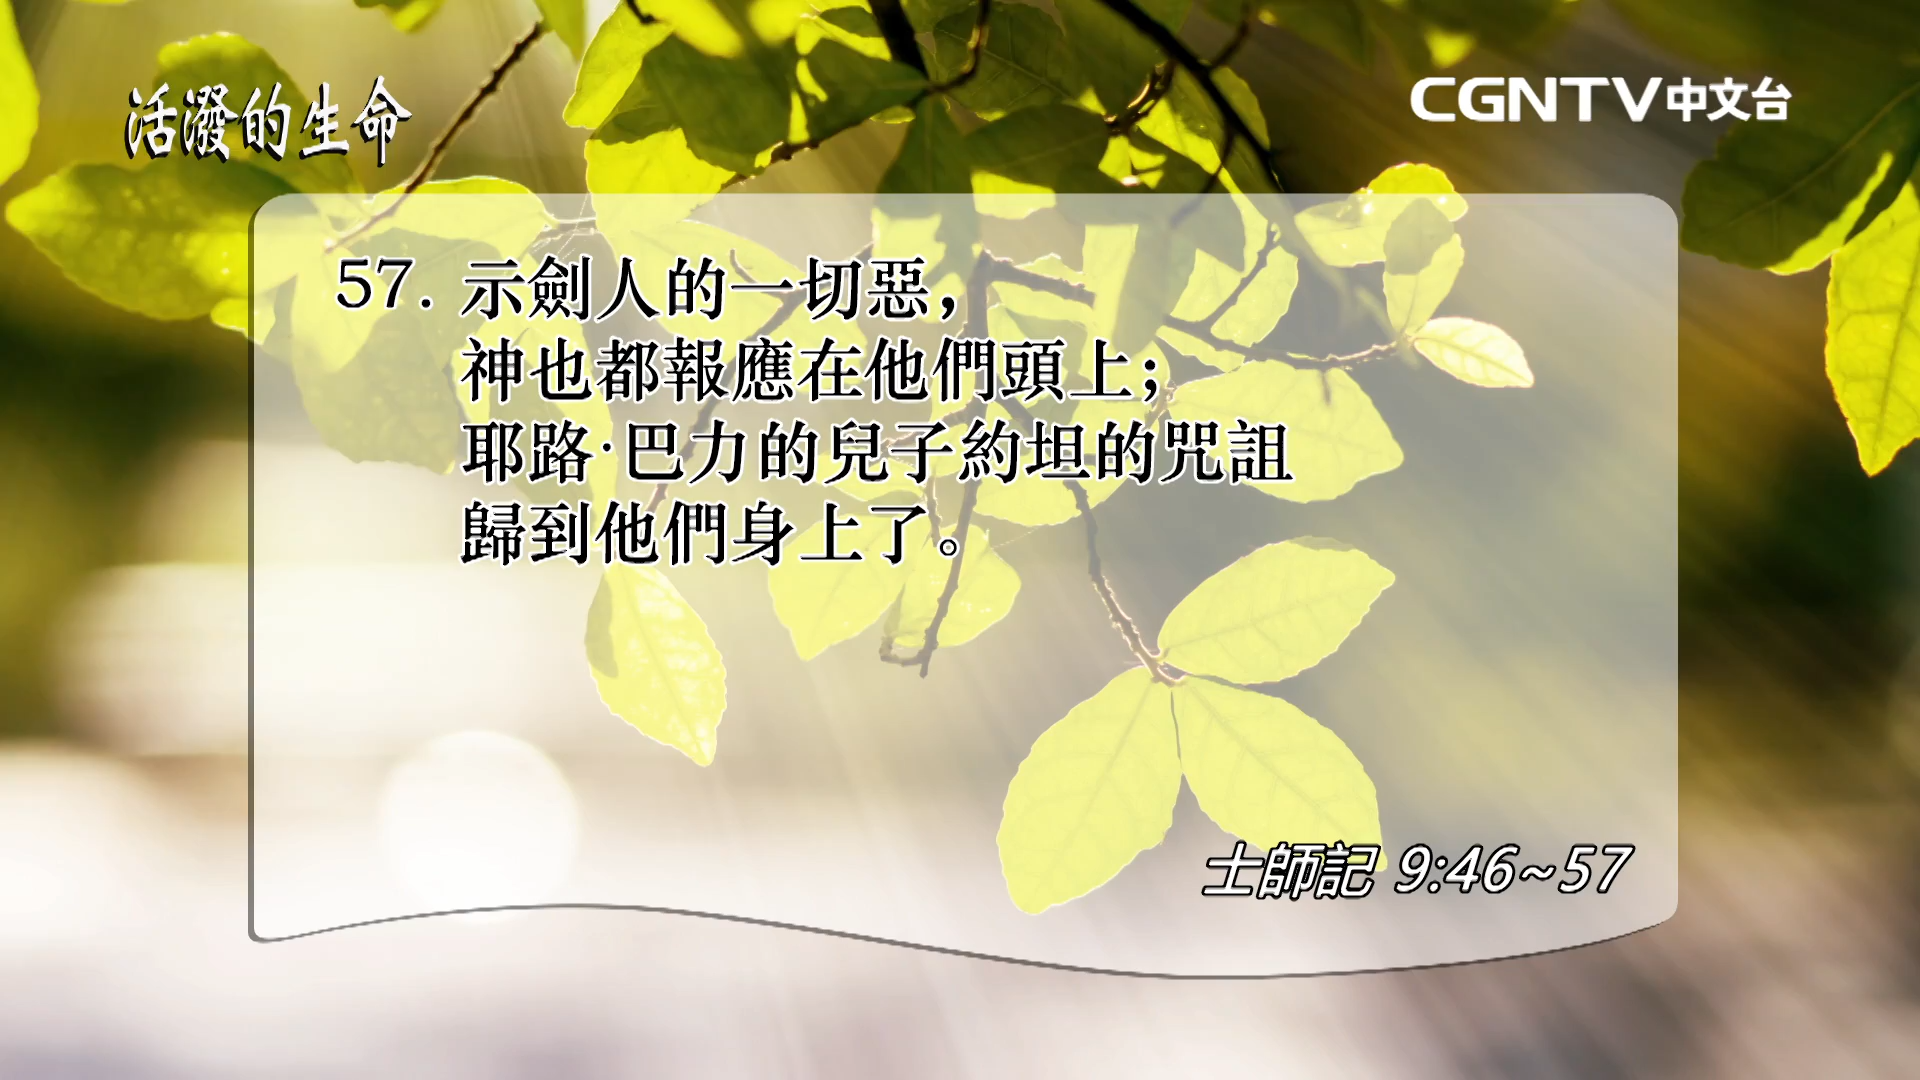 活潑的生命
CGNTV中文台
57. 示劍人的一切惡，
神也都報應在他們頭上；
耶路·巴力的兒子約坦的咒詛
歸到他們身上了。
士師記 9:46~57